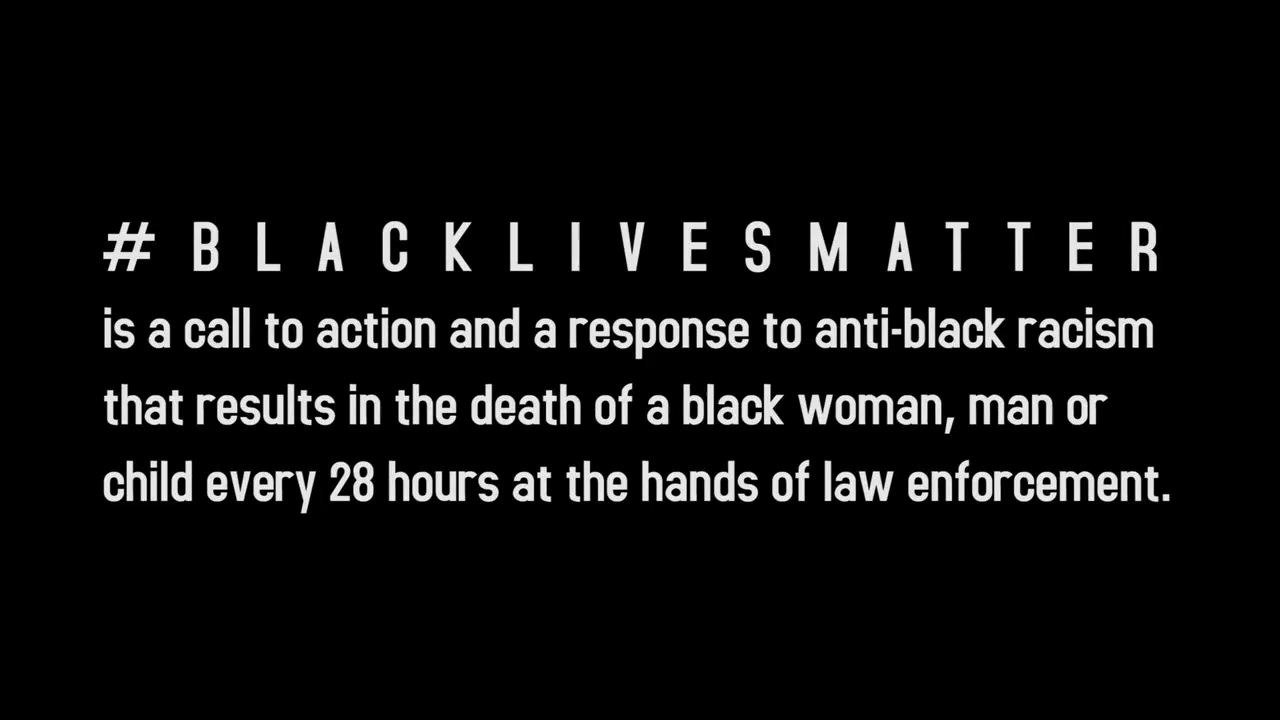 #BLACKLIVESMATTER
is a call to action and a response to anti-black racism
that results in the death of a black woman, man or
child every 28 hours at the hands of law enforcement.